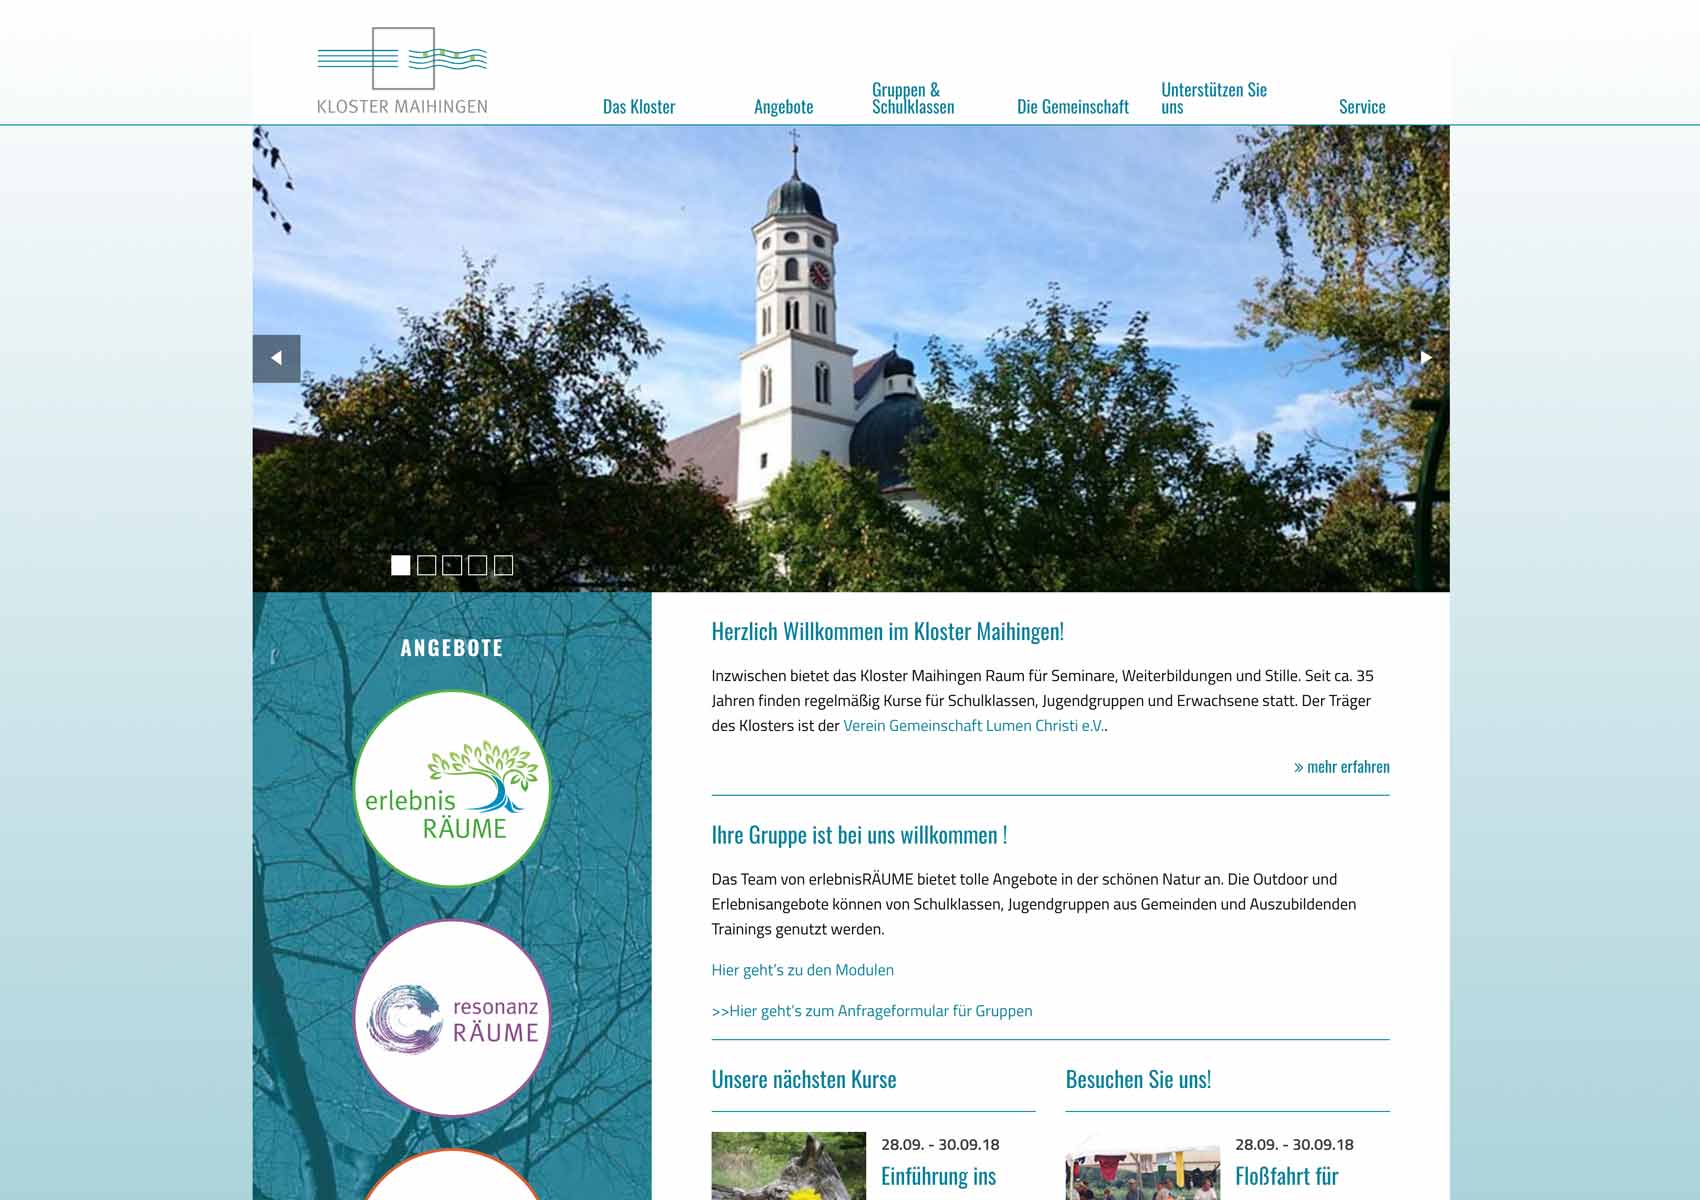 KLOSTER MAIHINGEN
Das Kloster
Angebote
Gruppen &
Schulklassen
Die Gemeinschaft
Unterstützen Sie
uns
Service
ANGEBOTE
erlebnis
RÄUME
resonanz
RÄUME
Herzlich Willkommen im Kloster Maihingen!
Inzwischen bietet das Kloster Maihingen Raum für Seminare, Weiterbildungen und Stille. Seit ca. 35
Jahren finden regelmäßig Kurse für Schulklassen, Jugendgruppen und Erwachsene statt. Der Träger
des Klosters ist der Verein Gemeinschaft Lumen Christi e.V..
» mehr erfahren
Ihre Gruppe ist bei uns willkommen !
Das Team von erlebnisRÄUME bietet tolle Angebote in der schönen Natur an. Die Outdoor und
Erlebnisangebote können von Schulklassen, Jugendgruppen aus Gemeinden und Auszubildenden
Trainings genutzt werden.
Hier geht's zu den Modulen
>>Hier geht's zum Anfrageformular für Gruppen
Unsere nächsten Kurse
28.09. - 30.09.18
Einführung ins
Besuchen Sie uns!
28.09. - 30.09.18
Floßfahrt für